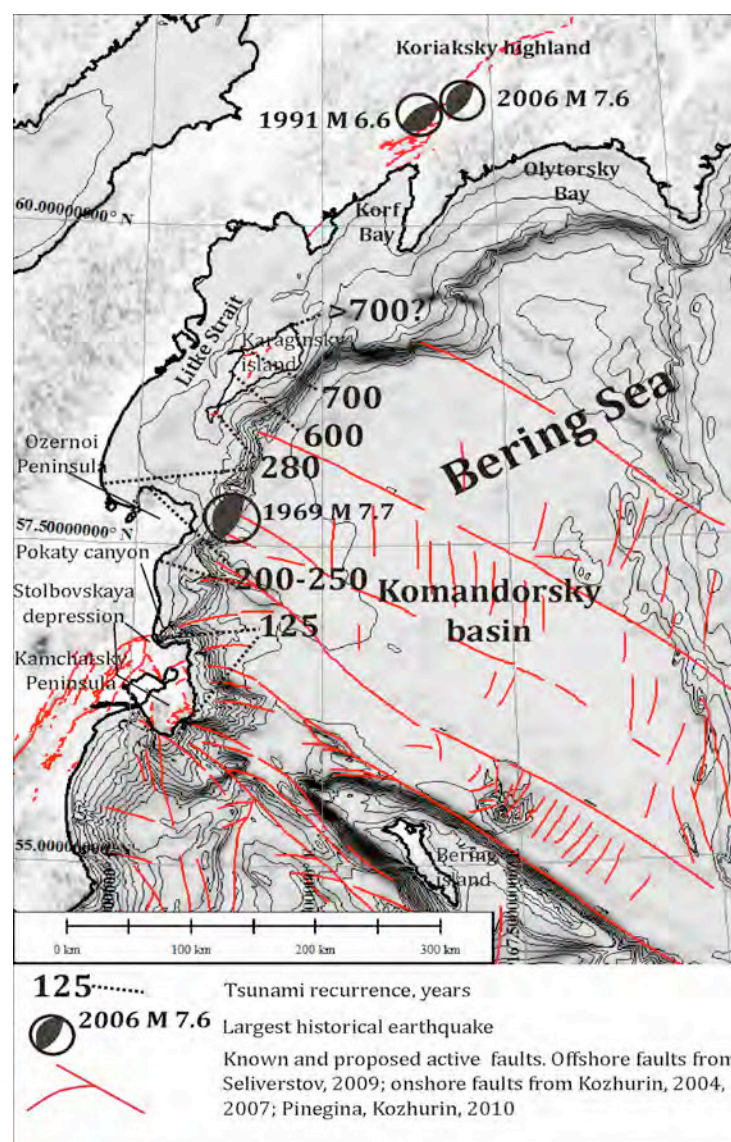 Koriaksky highland
2006 M 7.6
1991 M 6.6
Olytorsky
Bay
60.00000000° N
Korf
Bay
>700?
Litke Strait
Karaginsky
island
700
Bering Sea
600
Ozernoi
Peninsula
280
1969 M 7.7
57.50000000° N
Pokaty canyon
200-250
Komandorsky
basin
Stolbovskaya
depression
125
Kamchatsky
Peninsula
55.00000000°
Bering
island
0 km
100 km
200 km
300 km
125
Tsunami recurrence, years
2006 M 7.6
Largest historical earthquake
Known and proposed active faults. Offshore faults from
Seliverstov, 2009; onshore faults from Kozhurin, 2004,
2007; Pinegina, Kozhurin, 2010